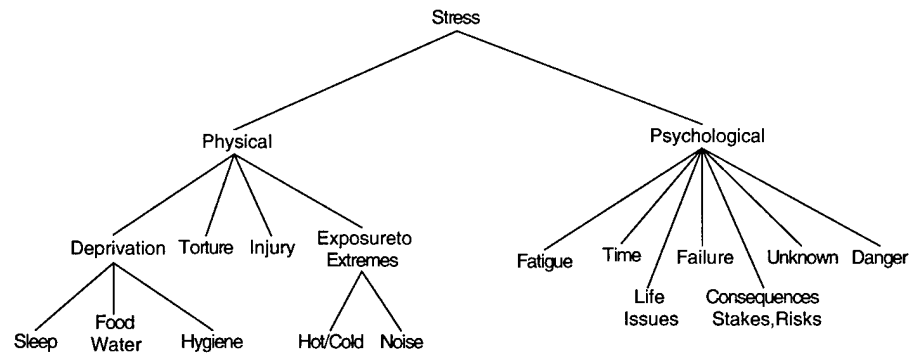 Stress
Physical
Psychological
Deprivation
Torture
Injury
Exposureto
Extremes
Fatigue
Time
Failure
Unknown
Danger
Life
Issues
Consequences
Stakes,Risks
Sleep
Food
Water
Hygiene
Hot/Cold
Noise